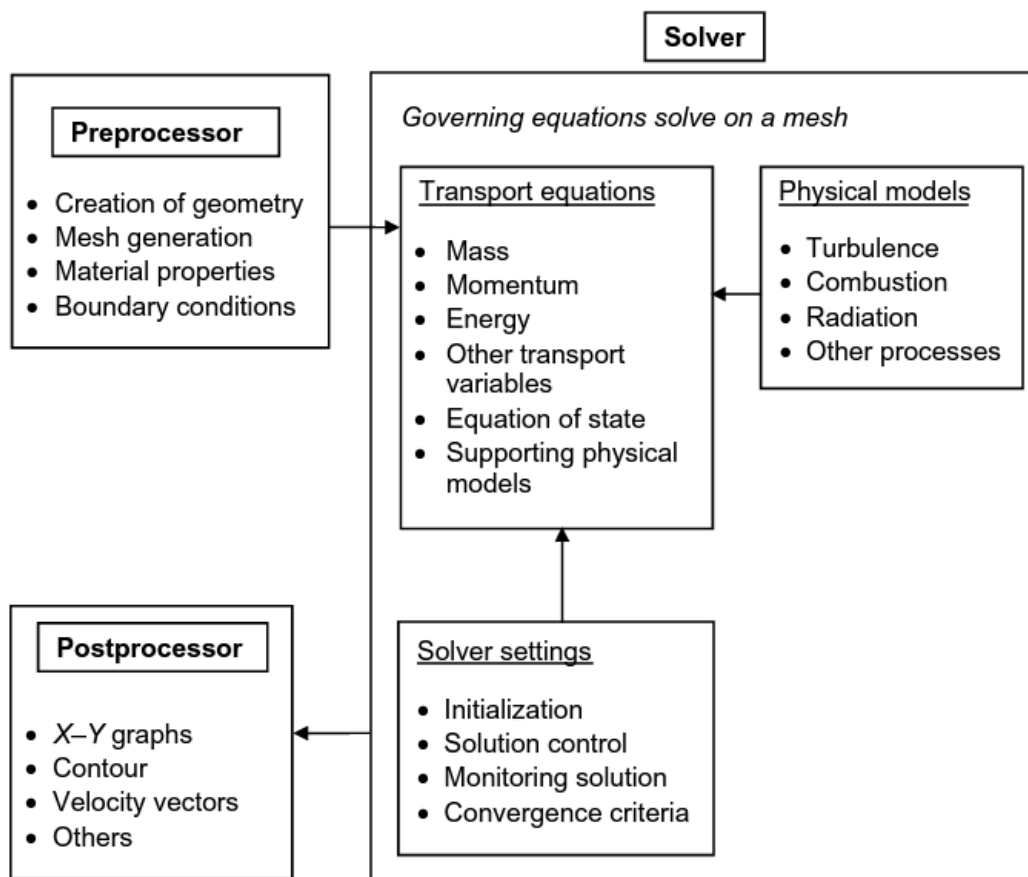 Solver
Preprocessor
• Creation of geometry
• Mesh generation
• Material properties
• Boundary conditions
Governing equations solve on a mesh
Transport equations
• Mass
• Momentum
• Energy
• Other transport
variables
• Equation of state
• Supporting physical
models
Physical models
• Turbulence
• Combustion
• Radiation
• Other processes
Solver settings
• Initialization
• Solution control
• Monitoring solution
• Convergence criteria
Postprocessor
• X–Y graphs
• Contour
• Velocity vectors
• Others